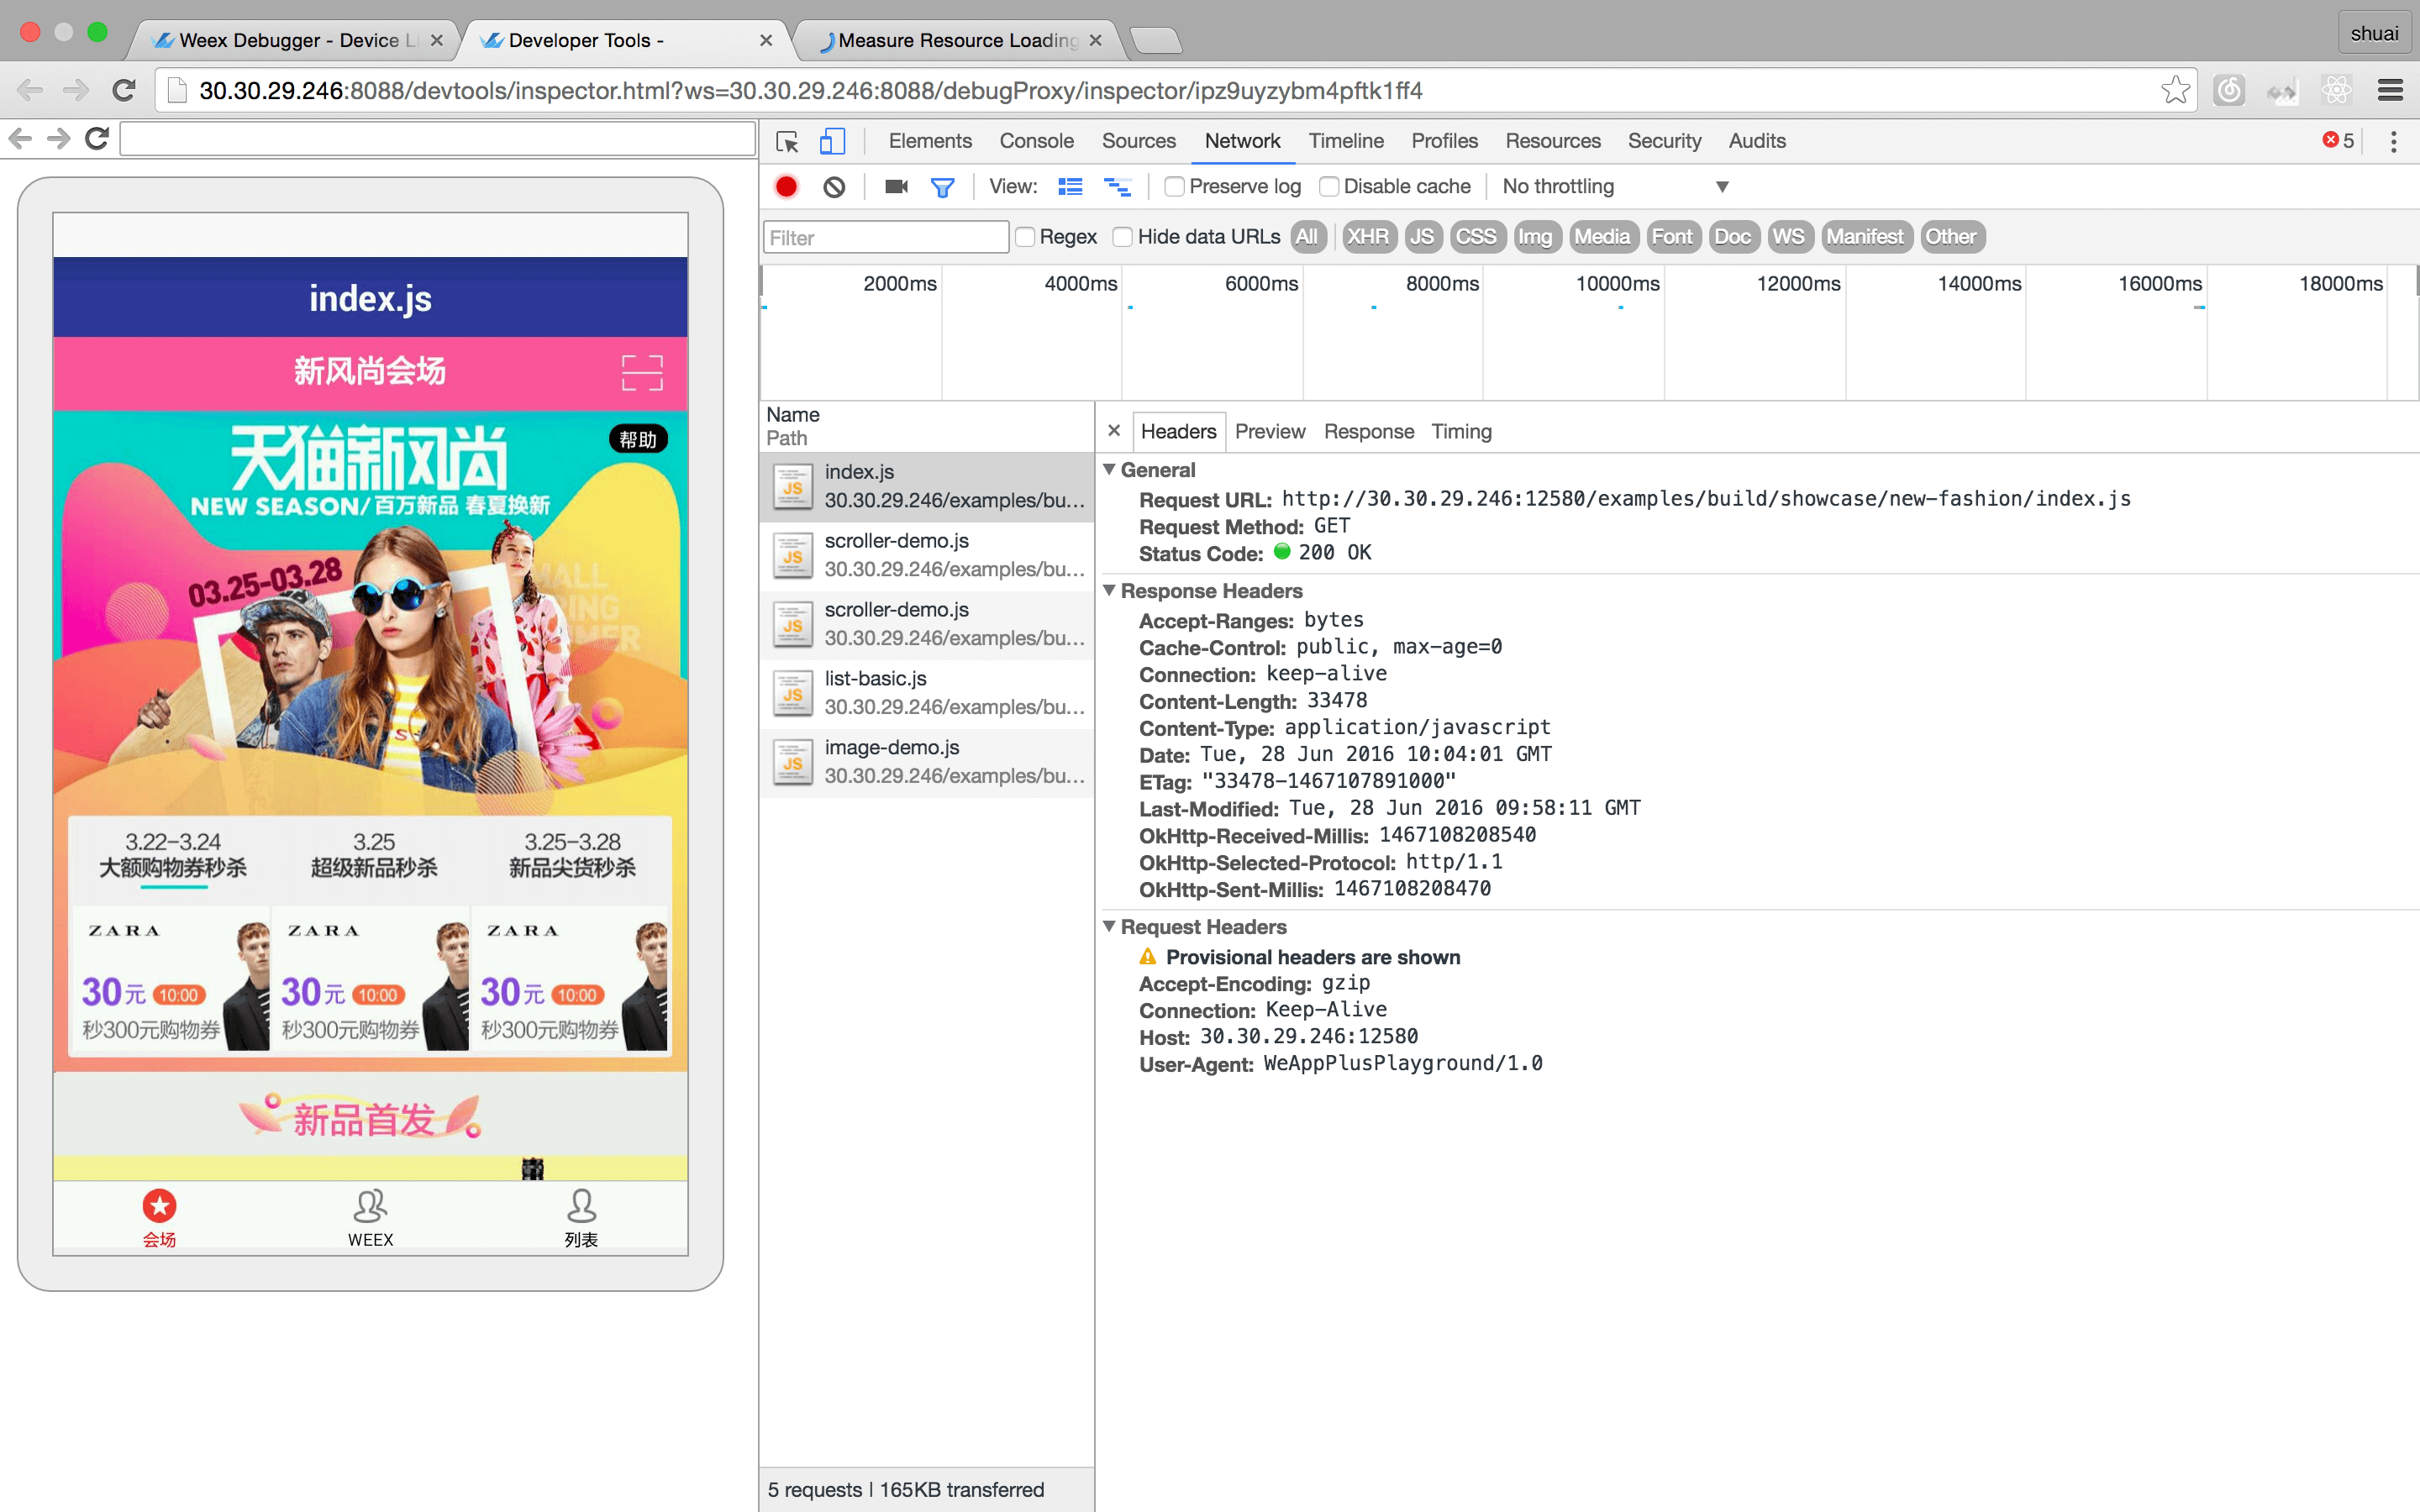 Weex Debugger - Device Li
Developer Tools -
Measure Resource Loading
shuai
30.30.29.246:8088/devtools/inspector.html?ws=30.30.29.246:8088/debugProxy/inspector/ipz9uyzybm4pftk1ff4
Elements Console Sources Network Timeline Profiles Resources Security Audits 5
View: Preserve log Disable cache No throttling
Filter Regex Hide data URLs All XHR JS CSS Img Media Font Doc WS Manifest Other
2000ms 4000ms 6000ms 8000ms 10000ms 12000ms 14000ms 16000ms 18000ms
index.js
新风尚会场
天猫新风尚
帮助
NEW SEASON/百万新品 春夏换新
03.25-03.28
3.22-3.24 3.25 3.25-3.28
大额购物券秒杀 超级新品秒杀 新品尖货秒杀
ZARA ZARA ZARA
30元 10:00 30元 10:00 30元 10:00
秒300元购物券 秒300元购物券 秒300元购物券
新品首发
会场 WEEX 列表
Name
Path
JS index.js
30.30.29.246/examples/bu...
JS scroller-demo.js
30.30.29.246/examples/bu...
JS scroller-demo.js
30.30.29.246/examples/bu...
JS list-basic.js
30.30.29.246/examples/bu...
JS image-demo.js
30.30.29.246/examples/bu...
5 requests | 165KB transferred
Headers Preview Response Timing
General
Request URL: http://30.30.29.246:12580/examples/build/showcase/new-fashion/index.js
Request Method: GET
Status Code: 200 OK
Response Headers
Accept-Ranges: bytes
Cache-Control: public, max-age=0
Connection: keep-alive
Content-Length: 33478
Content-Type: application/javascript
Date: Tue, 28 Jun 2016 10:04:01 GMT
ETag: "33478-1467107891000"
Last-Modified: Tue, 28 Jun 2016 09:58:11 GMT
OkHttp-Received-Millis: 1467108208540
OkHttp-Selected-Protocol: http/1.1
OkHttp-Sent-Millis: 1467108208470
Request Headers
Provisional headers are shown
Accept-Encoding: gzip
Connection: Keep-Alive
Host: 30.30.29.246:12580
User-Agent: WeAppPlusPlayground/1.0